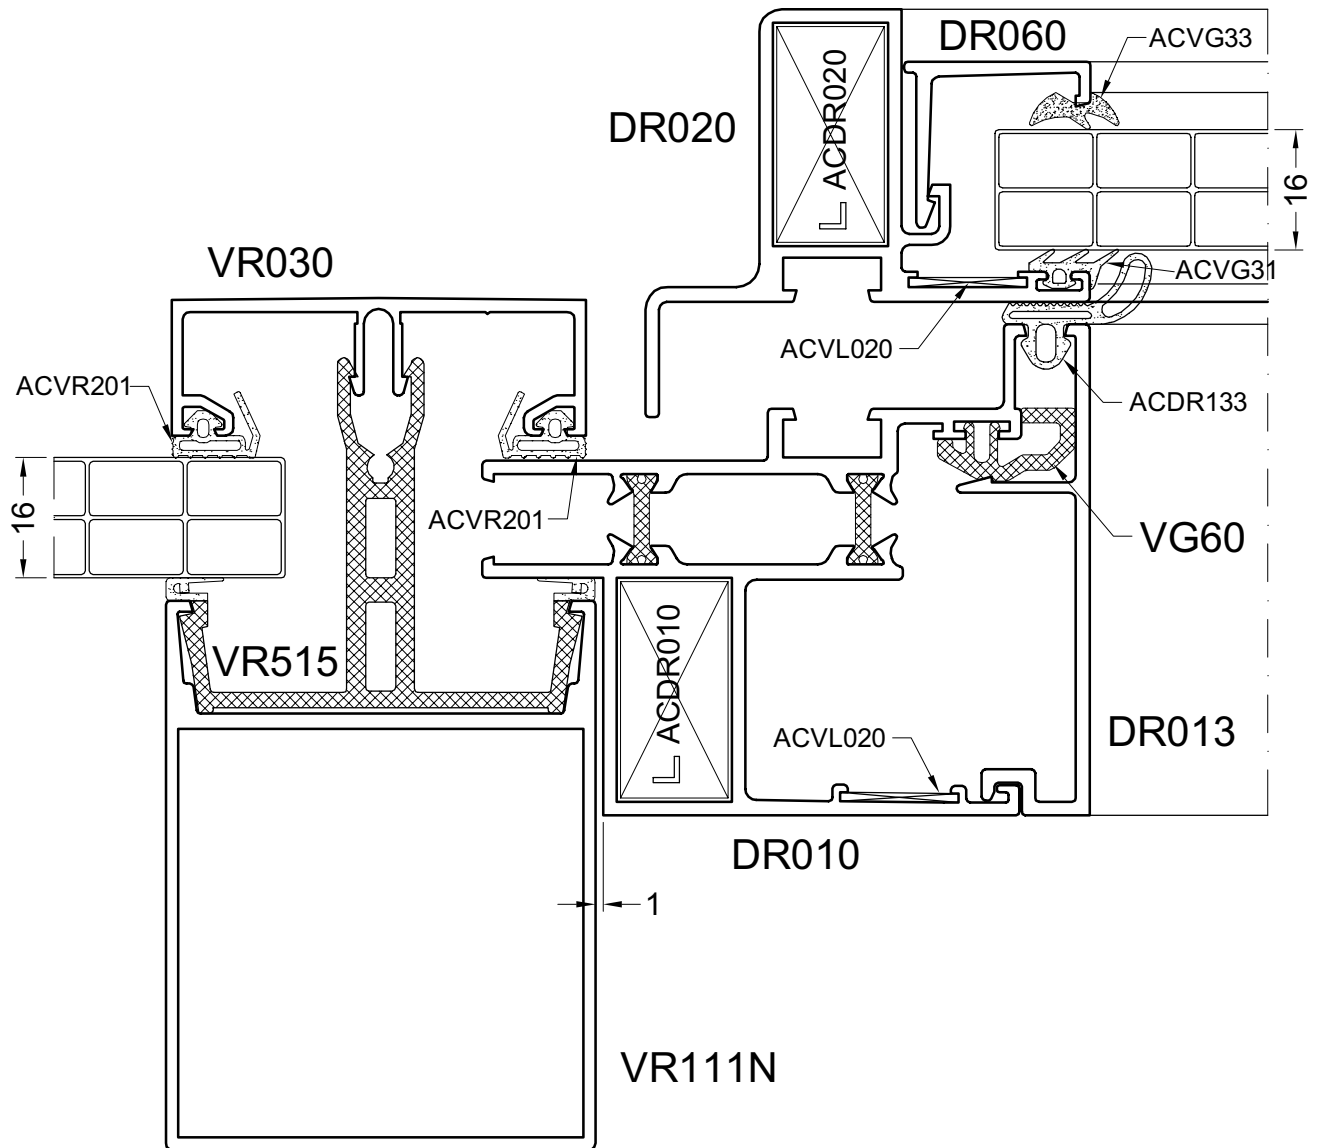 DR060
ACVG33
ACDR020
DR020
16
VR030
ACVG31
ACVL020
ACVR201
ACDR133
16
ACVR201
VG60
ACDR010
VR515
DR013
ACVL020
DR010
1
VR111N